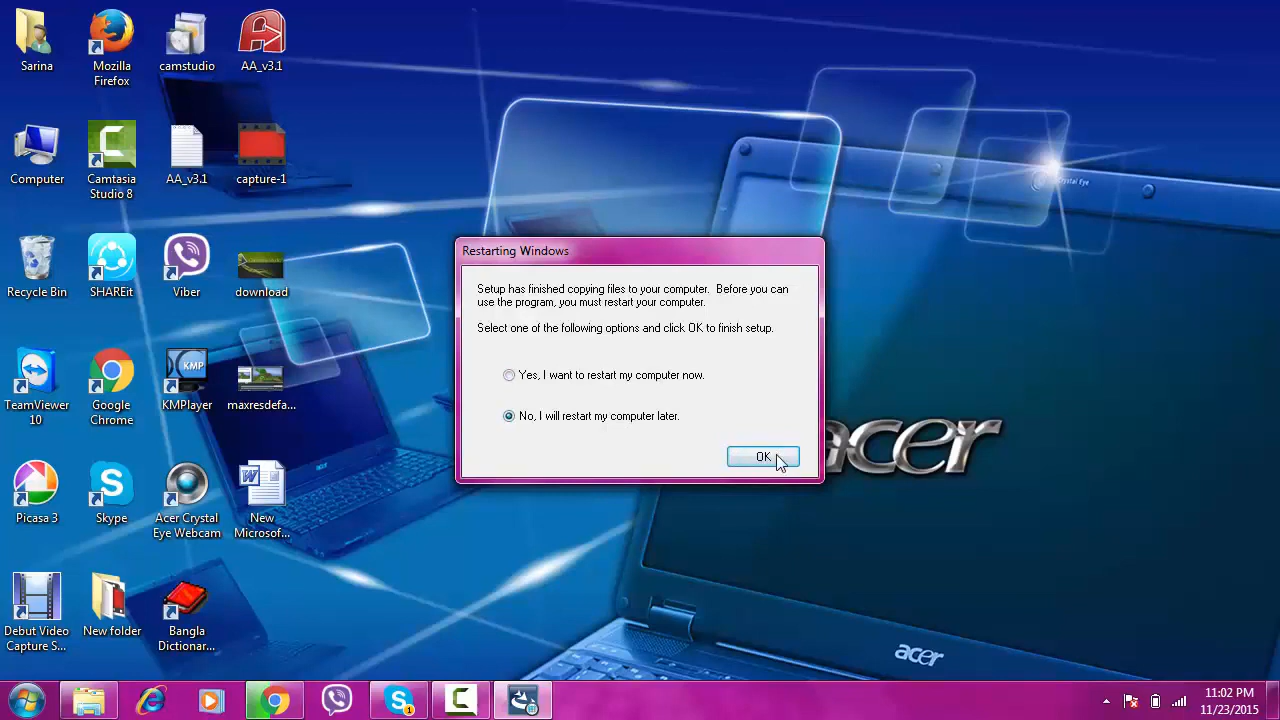 Sarina
Mozilla
Firefox
camstudio
AA_v3.1
Computer
Camtasia
Studio 8
AA_v3.1
capture-1
Recycle Bin
SHAREit
Viber
download
TeamViewer
10
Google
Chrome
KMP
KMPlayer
maxresdefa...
Picasa 3
Skype
Acer Crystal
Eye Webcam
New
Microsof...
Debut Video
Capture S...
New folder
Bangla
Dictionar...
Crystal Eye
Restarting Windows
Setup has finished copying files to your computer. Before you can
use the program, you must restart your computer.
Select one of the following options and click OK to finish setup.
Yes, I want to restart my computer now.
No, I will restart my computer later.
OK
acer
acer
11:02 PM
11/23/2015